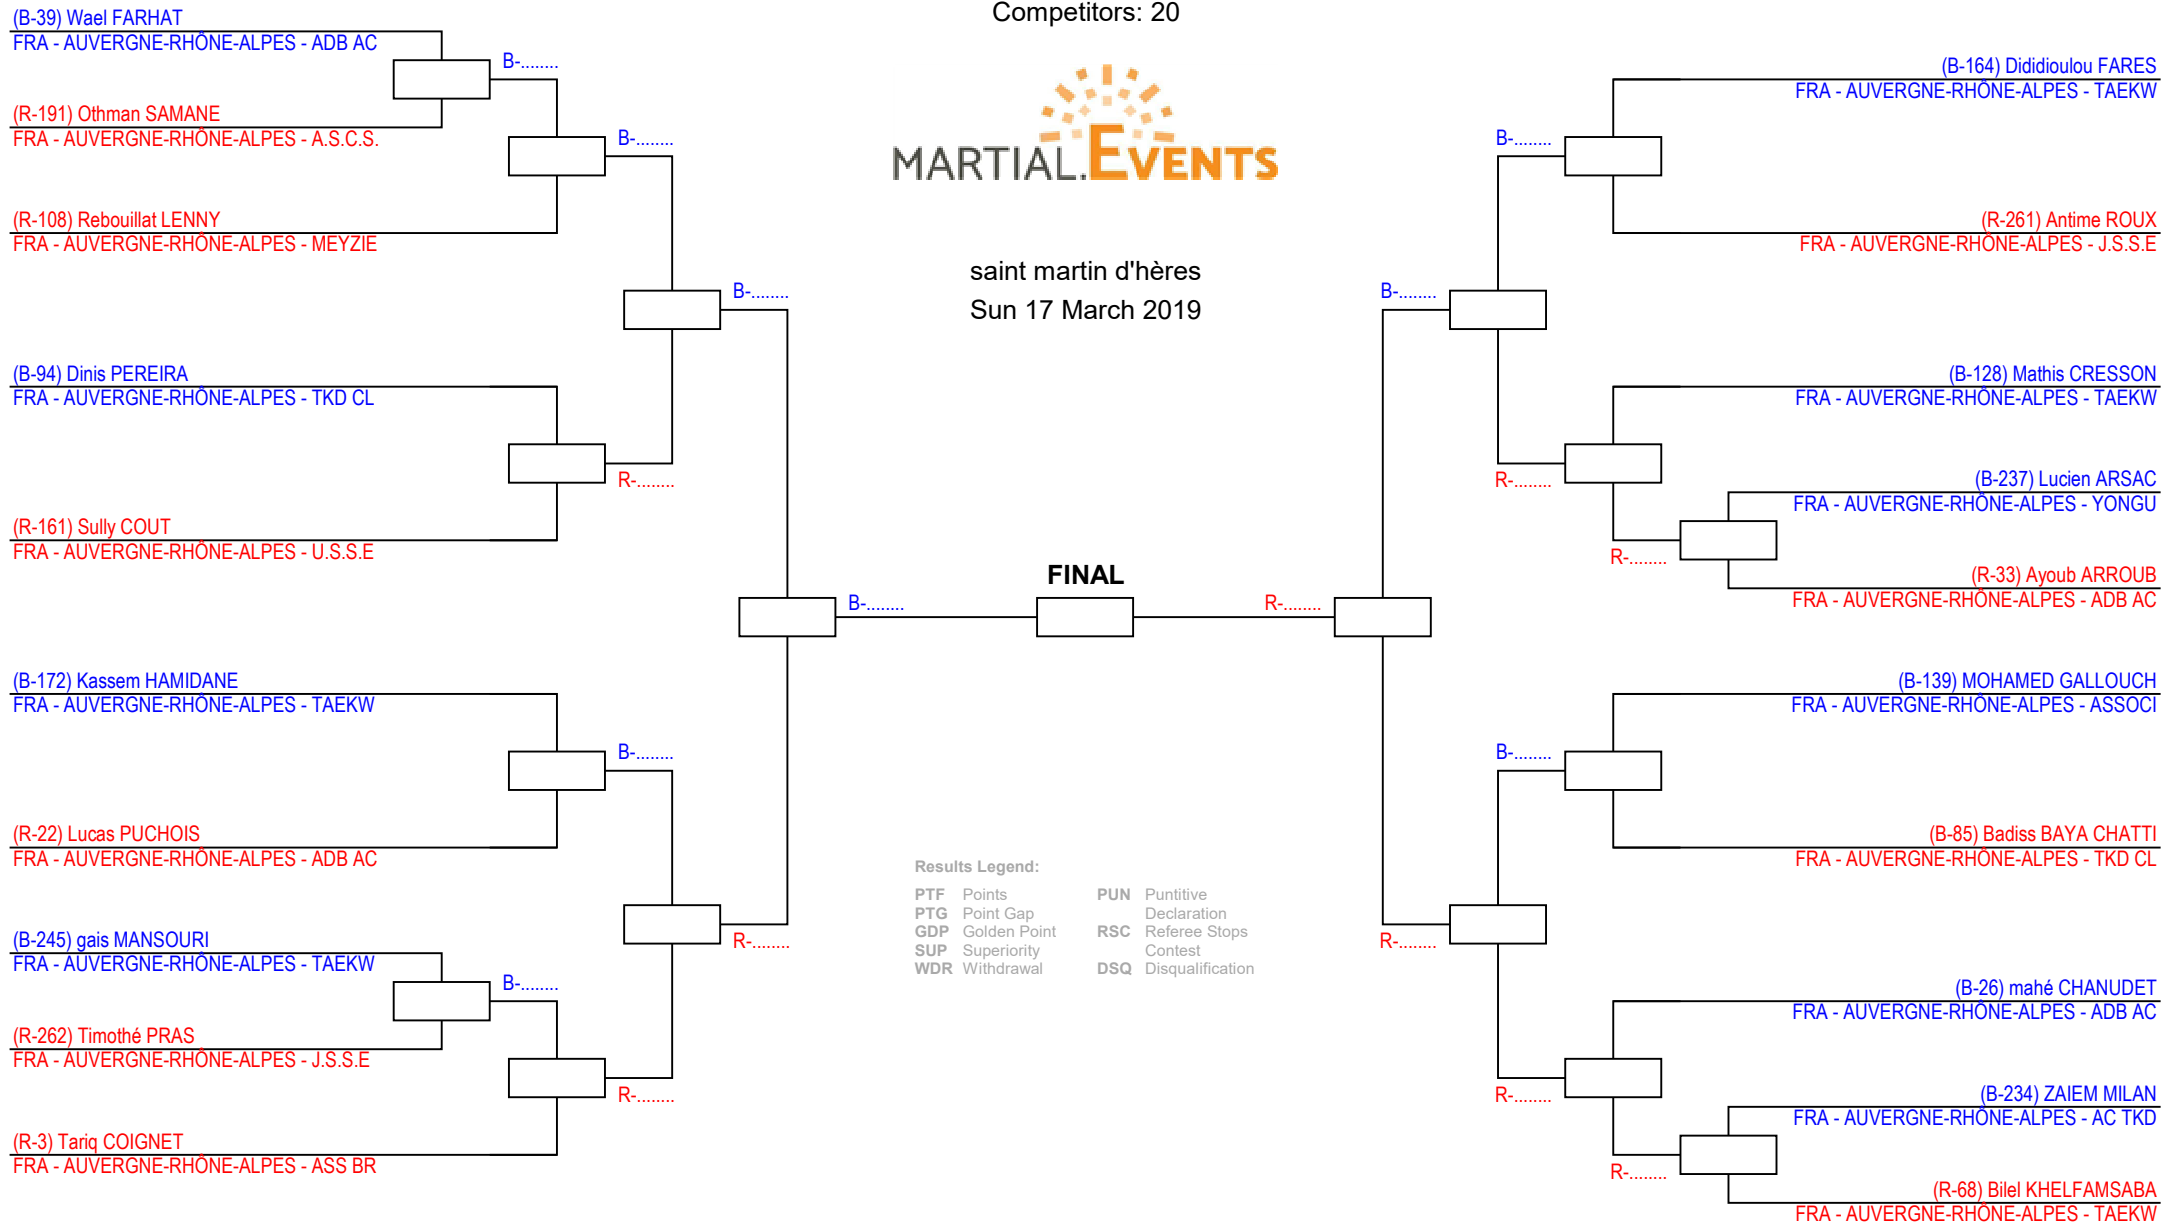 Competitors: 20
MARTIAL.EVENTS
saint martin d'hères
Sun 17 March 2019
(B-39) Wael FARHAT
FRA - AUVERGNE-RHÔNE-ALPES - ADB AC
B-........
(R-191) Othman SAMANE
FRA - AUVERGNE-RHÔNE-ALPES - A.S.C.S.
B-........
(R-108) Rebouillat LENNY
FRA - AUVERGNE-RHÔNE-ALPES - MEYZIE
B-........
(B-94) Dinis PEREIRA
FRA - AUVERGNE-RHÔNE-ALPES - TKD CL
R-........
(R-161) Sully COUT
FRA - AUVERGNE-RHÔNE-ALPES - U.S.S.E
B-........
(B-172) Kassem HAMIDANE
FRA - AUVERGNE-RHÔNE-ALPES - TAEKW
B-........
(R-22) Lucas PUCHOIS
FRA - AUVERGNE-RHÔNE-ALPES - ADB AC
R-........
(B-245) gais MANSOURI
FRA - AUVERGNE-RHÔNE-ALPES - TAEKW
B-........
(R-262) Timothé PRAS
FRA - AUVERGNE-RHÔNE-ALPES - J.S.S.E
R-........
(R-3) Tariq COIGNET
FRA - AUVERGNE-RHÔNE-ALPES - ASS BR
FINAL
Results Legend:
PTF Points
PTG Point Gap
GDP Golden Point
SUP Superiority
WDR Withdrawal
PUN Puntitive
Declaration
RSC Referee Stops
Contest
DSQ Disqualification
(B-164) Dididioulou FARES
FRA - AUVERGNE-RHÔNE-ALPES - TAEKW
B-........
(R-261) Antime ROUX
FRA - AUVERGNE-RHÔNE-ALPES - J.S.S.E
B-........
(B-128) Mathis CRESSON
FRA - AUVERGNE-RHÔNE-ALPES - TAEKW
R-........
(B-237) Lucien ARSAC
FRA - AUVERGNE-RHÔNE-ALPES - YONGU
R-........
(R-33) Ayoub ARROUB
FRA - AUVERGNE-RHÔNE-ALPES - ADB AC
R-........
(B-139) MOHAMED GALLOUCH
FRA - AUVERGNE-RHÔNE-ALPES - ASSOCI
B-........
(B-85) Badiss BAYA CHATTI
FRA - AUVERGNE-RHÔNE-ALPES - TKD CL
R-........
(B-26) mahé CHANUDET
FRA - AUVERGNE-RHÔNE-ALPES - ADB AC
R-........
(B-234) ZAIEM MILAN
FRA - AUVERGNE-RHÔNE-ALPES - AC TKD
R-........
(R-68) Bilel KHELFAMSABA
FRA - AUVERGNE-RHÔNE-ALPES - TAEKW